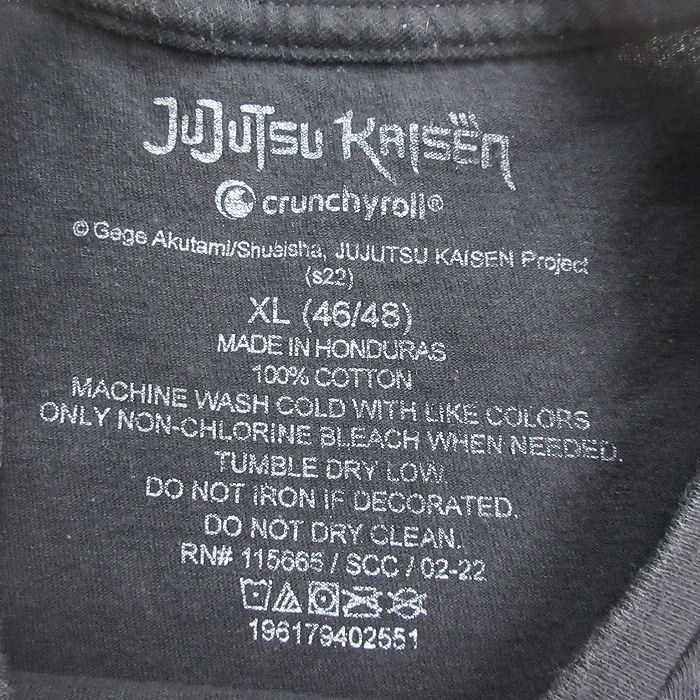 JUJUTSU KAISEN
crunchyroll®
© Gege Akutami/Shueisha, JUJUTSU KAISEN Project
(s22)
XL (46/48)
MADE IN HONDURAS
100% COTTON
MACHINE WASH COLD WITH LIKE COLORS
ONLY NON-CHLORINE BLEACH WHEN NEEDED.
TUMBLE DRY LOW.
DO NOT IRON IF DECORATED.
DO NOT DRY CLEAN.
RN# 115665 / SCC / 02-22
196179402551